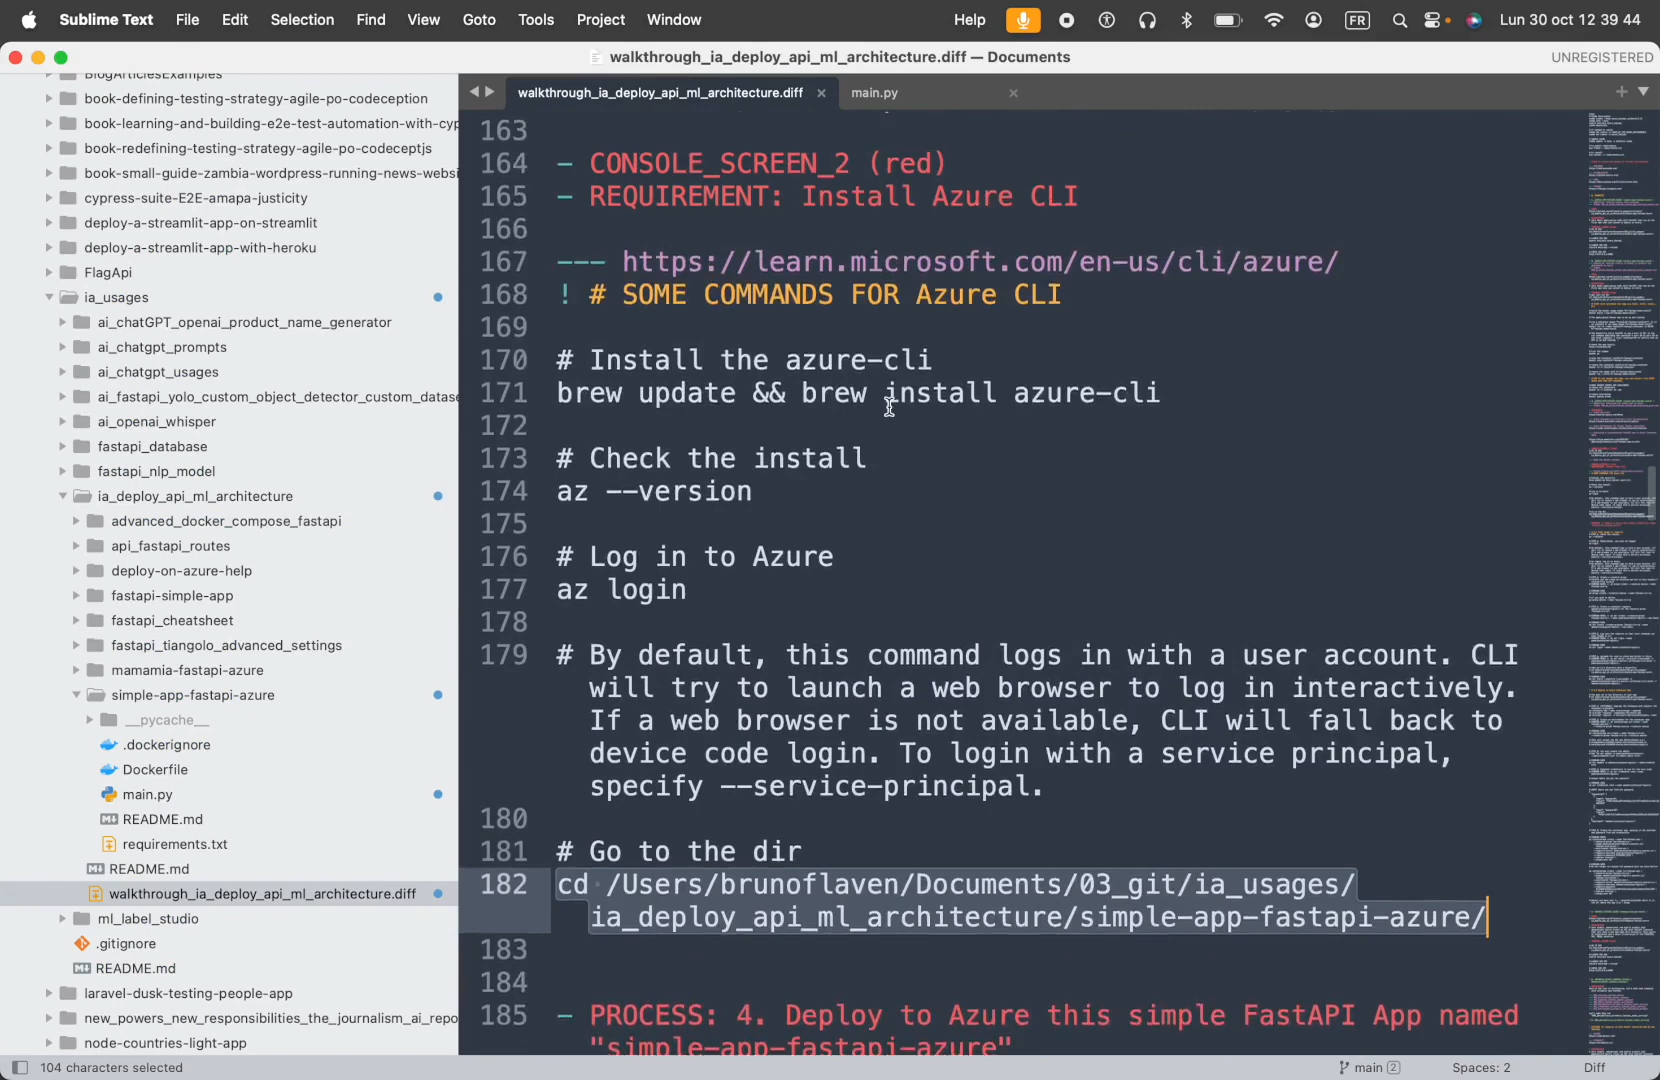 Sublime Text File Edit Selection Find View Goto Tools Project Window Help FR Lun 30 oct 12 39 44
walkthrough_ia_deploy_api_ml_architecture.diff — Documents UNREGISTERED
BlogArticlesExamples
book-defining-testing-strategy-agile-po-codeception
book-learning-and-building-e2e-test-automation-with-cyp
book-redefining-testing-strategy-agile-po-codeceptjs
book-small-guide-zambia-wordpress-running-news-websi
cypress-suite-E2E-amapa-justicity
deploy-a-streamlit-app-on-streamlit
deploy-a-streamlit-app-with-heroku
FlagApi
ia_usages
ai_chatGPT_openai_product_name_generator
ai_chatgpt_prompts
ai_chatgpt_usages
ai_fastapi_yolo_custom_object_detector_custom_datase
ai_openai_whisper
fastapi_database
fastapi_nlp_model
ia_deploy_api_ml_architecture
advanced_docker_compose_fastapi
api_fastapi_routes
deploy-on-azure-help
fastapi-simple-app
fastapi_cheatsheet
fastapi_tiangolo_advanced_settings
mamamia-fastapi-azure
simple-app-fastapi-azure
__pycache__
.dockerignore
Dockerfile
main.py
README.md
requirements.txt
README.md
walkthrough_ia_deploy_api_ml_architecture.diff
ml_label_studio
.gitignore
README.md
laravel-dusk-testing-people-app
new_powers_new_responsibilities_the_journalism_ai_repo
node-countries-light-app
walkthrough_ia_deploy_api_ml_architecture.diff main.py
163
164 - CONSOLE_SCREEN_2 (red)
165 - REQUIREMENT: Install Azure CLI
166
167 --- https://learn.microsoft.com/en-us/cli/azure/
168 ! # SOME COMMANDS FOR Azure CLI
169
170 # Install the azure-cli
171 brew update && brew install azure-cli
172
173 # Check the install
174 az --version
175
176 # Log in to Azure
177 az login
178
179 # By default, this command logs in with a user account. CLI
will try to launch a web browser to log in interactively.
If a web browser is not available, CLI will fall back to
device code login. To login with a service principal,
specify --service-principal.
180
181 # Go to the dir
182 cd /Users/brunoflaven/Documents/03_git/ia_usages/
ia_deploy_api_ml_architecture/simple-app-fastapi-azure/
183
184
185 - PROCESS: 4. Deploy to Azure this simple FastAPI App named
"simple-app-fastapi-azure"
104 characters selected main 2 Spaces: 2 Diff